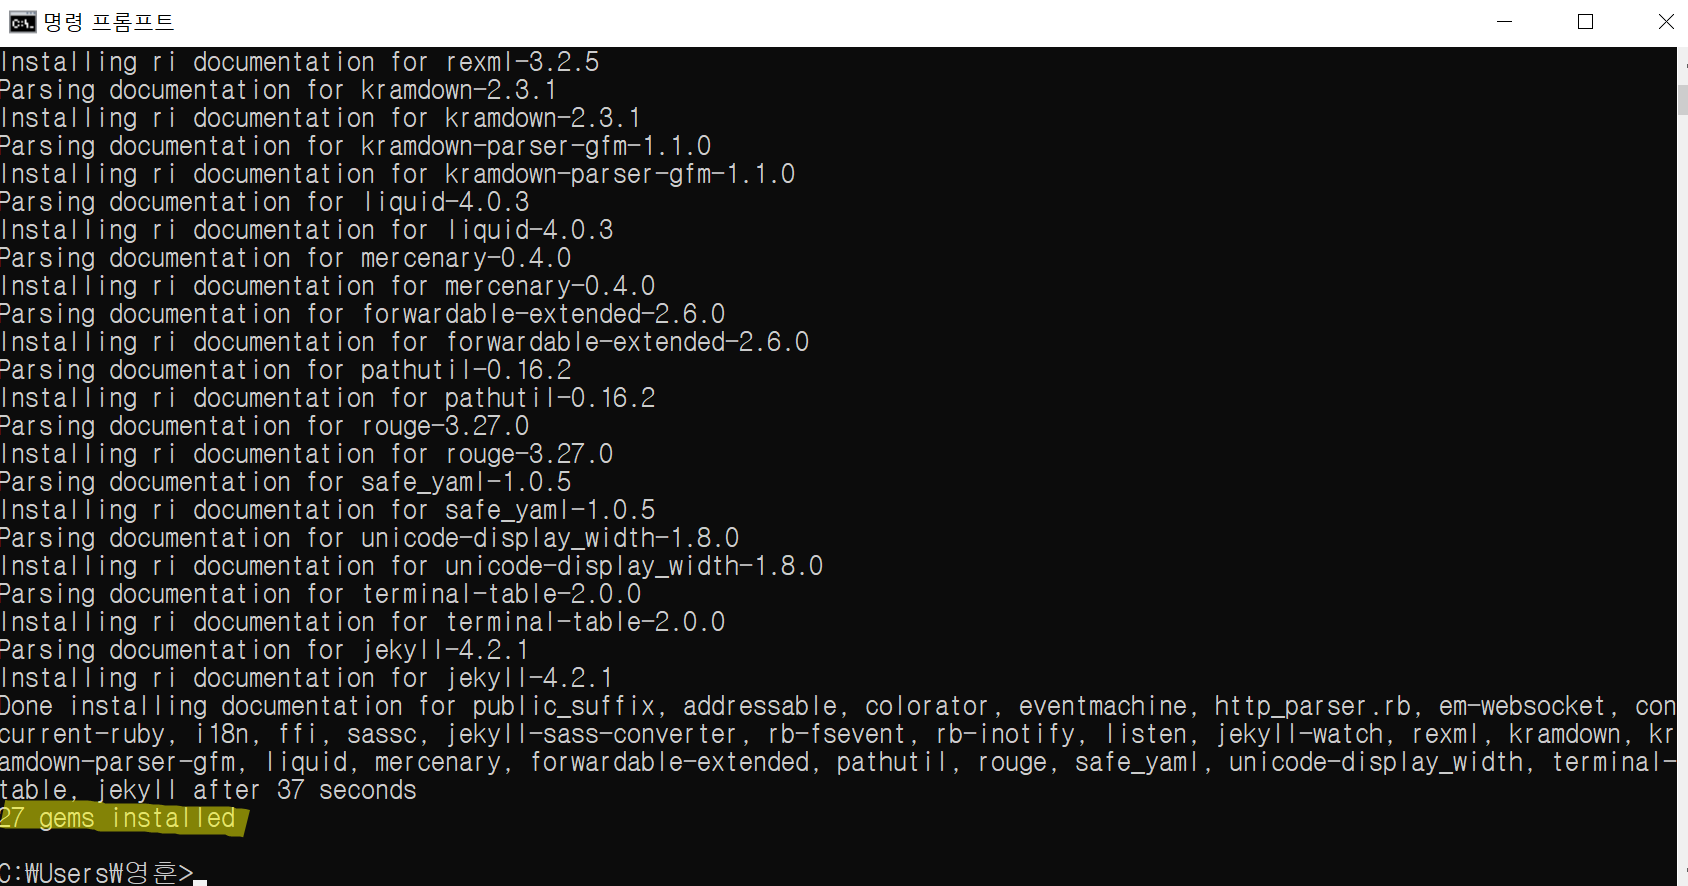 명령 프롬프트
Installing ri documentation for rexml-3.2.5
Parsing documentation for kramdown-2.3.1
Installing ri documentation for kramdown-2.3.1
Parsing documentation for kramdown-parser-gfm-1.1.0
Installing ri documentation for kramdown-parser-gfm-1.1.0
Parsing documentation for liquid-4.0.3
Installing ri documentation for liquid-4.0.3
Parsing documentation for mercenary-0.4.0
Installing ri documentation for mercenary-0.4.0
Parsing documentation for forwardable-extended-2.6.0
Installing ri documentation for forwardable-extended-2.6.0
Parsing documentation for pathutil-0.16.2
Installing ri documentation for pathutil-0.16.2
Parsing documentation for rouge-3.27.0
Installing ri documentation for rouge-3.27.0
Parsing documentation for safe_yaml-1.0.5
Installing ri documentation for safe_yaml-1.0.5
Parsing documentation for unicode-display_width-1.8.0
Installing ri documentation for unicode-display_width-1.8.0
Parsing documentation for terminal-table-2.0.0
Installing ri documentation for terminal-table-2.0.0
Parsing documentation for jekyll-4.2.1
Installing ri documentation for jekyll-4.2.1
Done installing documentation for public_suffix, addressable, colorator, eventmachine, http_parser.rb, em-websocket, con
current-ruby, i18n, ffi, sassc, jekyll-sass-converter, rb-fsevent, rb-inotify, listen, jekyll-watch, rexml, kramdown, kr
amdown-parser-gfm, liquid, mercenary, forwardable-extended, pathutil, rouge, safe_yaml, unicode-display_width, terminal-
table, jekyll after 37 seconds
27 gems installed
C:₩Users₩영훈>